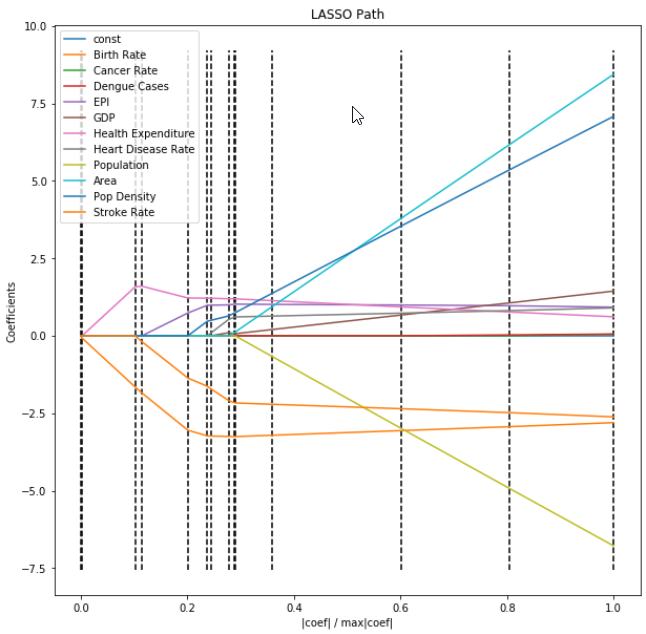 LASSO Path
10.0
7.5
5.0
2.5
0.0
−2.5
−5.0
−7.5
Coefficients
const
Birth Rate
Cancer Rate
Dengue Cases
EPI
GDP
Health Expenditure
Heart Disease Rate
Population
Area
Pop Density
Stroke Rate
0.0 0.2 0.4 0.6 0.8 1.0
|coef| / max|coef|